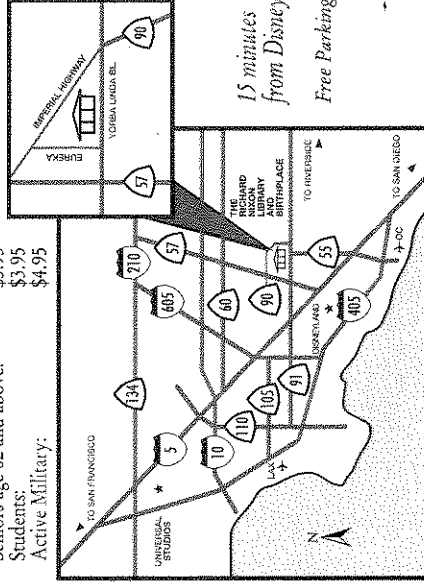 Seniors age 62 and above:
Students: $3.95
Active Military: $4.95
TO SAN FRANCISCO
UNIVERSAL
STUDIOS
134
5
10
110
105
91
LAX
210
605
60
57
90
THE
RICHARD
NIXON
LIBRARY
AND
BIRTHPLACE
DISNEYLAND
405
55
OC
TO RIVERSIDE
TO SAN DIEGO
N
IMPERIAL HIGHWAY
EUREKA
YORBA LINDA BL.
57
90
15 minutes
from Disney
Free Parking